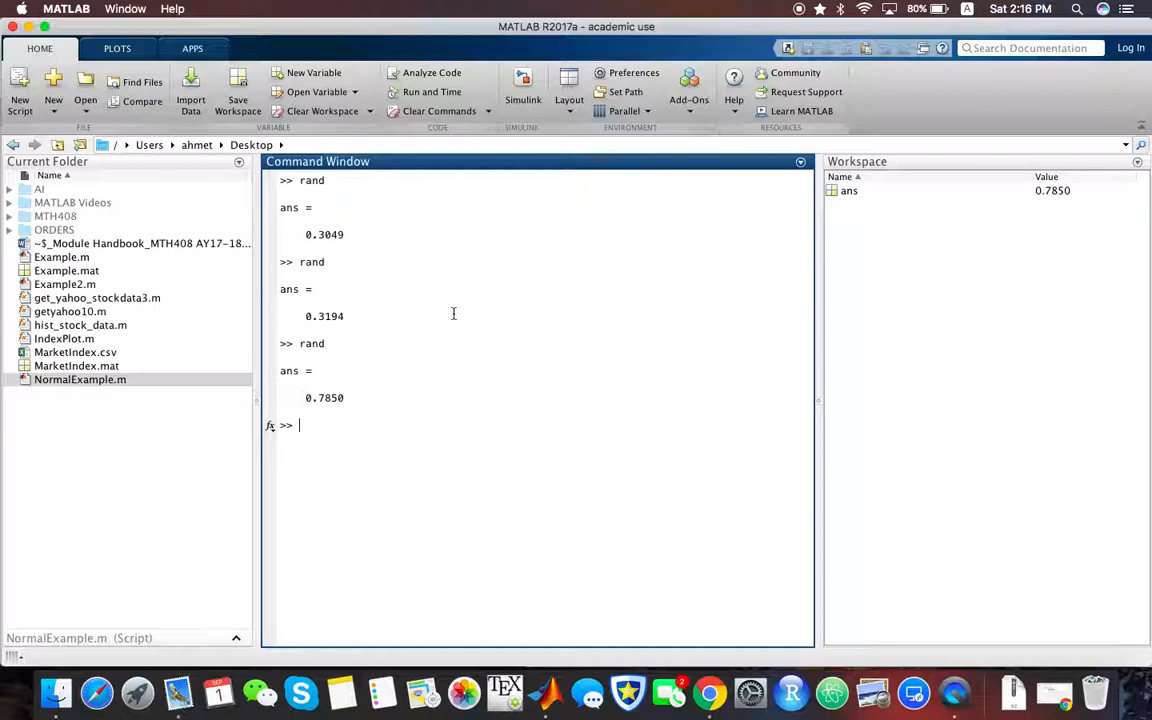 MATLAB Window Help 80% A Sat 2:16 PM
MATLAB R2017a - academic use
HOME PLOTS APPS Search Documentation Log In
New Script New Open Find Files Compare Import Data Save Workspace New Variable Open Variable Clear Workspace Analyze Code Run and Time Clear Commands Simulink Layout Preferences Set Path Parallel Add-Ons Help Community Request Support Learn MATLAB
FILE VARIABLE CODE SIMULINK ENVIRONMENT RESOURCES
/ Users ahmet Desktop
Current Folder
Name
AI
MATLAB Videos
MTH408
ORDERS
~$_Module Handbook_MTH408 AY17-18...
Example.m
Example.mat
Example2.m
get_yahoo_stockdata3.m
getyahoo10.m
hist_stock_data.m
IndexPlot.m
MarketIndex.csv
MarketIndex.mat
NormalExample.m
NormalExample.m (Script)
Command Window
>> rand
ans =
0.3049
>> rand
ans =
0.3194
>> rand
ans =
0.7850
fx >>
Workspace
Name Value
ans 0.7850
SEP 1
TEX
2
R